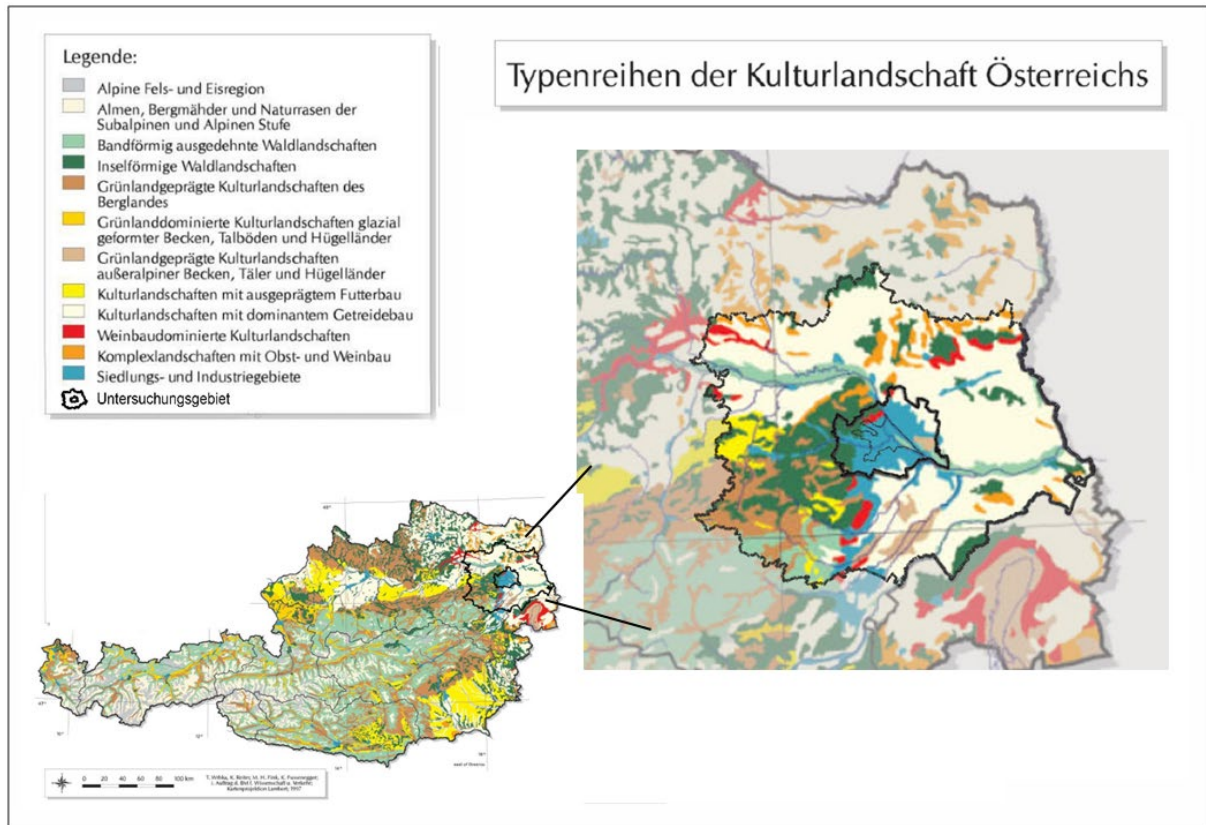 Typenreihen der Kulturlandschaft Österreichs
Legende:
Alpine Fels- und Eisregion
Almen, Bergmähder und Naturrasen der
Subalpinen und Alpinen Stufe
Bandförmig ausgedehnte Waldlandschaften
Inselförmige Waldlandschaften
Grünlandgeprägte Kulturlandschaften des
Berglandes
Grünlanddominierte Kulturlandschaften glazial
geformter Becken, Talböden und Hügelländer
Grünlandgeprägte Kulturlandschaften
außeralpiner Becken, Täler und Hügelländer
Kulturlandschaften mit ausgeprägtem Futterbau
Kulturlandschaften mit dominantem Getreidebau
Weinbaudominierte Kulturlandschaften
Komplexlandschaften mit Obst- und Weinbau
Siedlungs- und Industriegebiete
Untersuchungsgebiet
0 20 40 60 80 100 km